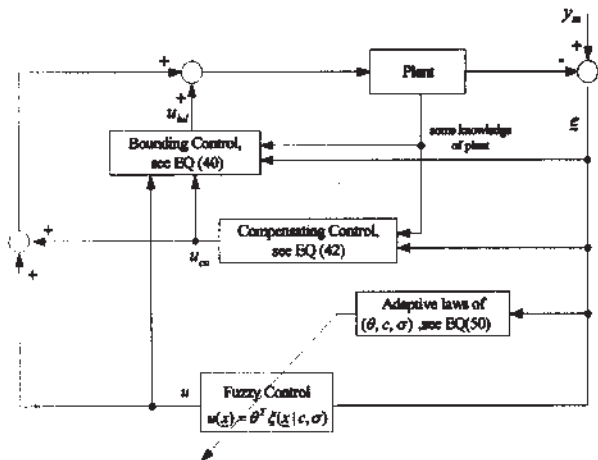 y_m
+
+
Plant
-
+
u_bd
e
some knowledge
of plant
Bounding Control,
see EQ (40)
+
+
u_co
Compensating Control,
see EQ (42)
Adaptive laws of
(θ, c, σ) ,see EQ(50)
u
Fuzzy Control
u(x) = θ^T ξ(x | c, σ)